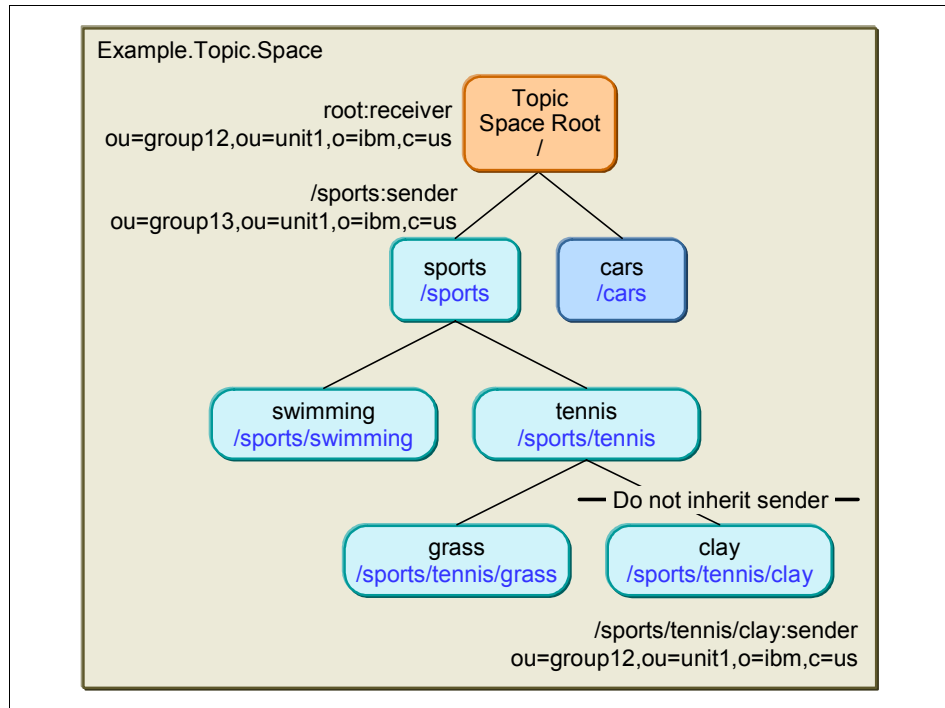 Example.Topic.Space
Topic
Space Root
/
root:receiver
ou=group12,ou=unit1,o=ibm,c=us
/sports:sender
ou=group13,ou=unit1,o=ibm,c=us
sports
/sports
cars
/cars
swimming
/sports/swimming
tennis
/sports/tennis
Do not inherit sender
grass
/sports/tennis/grass
clay
/sports/tennis/clay
/sports/tennis/clay:sender
ou=group12,ou=unit1,o=ibm,c=us